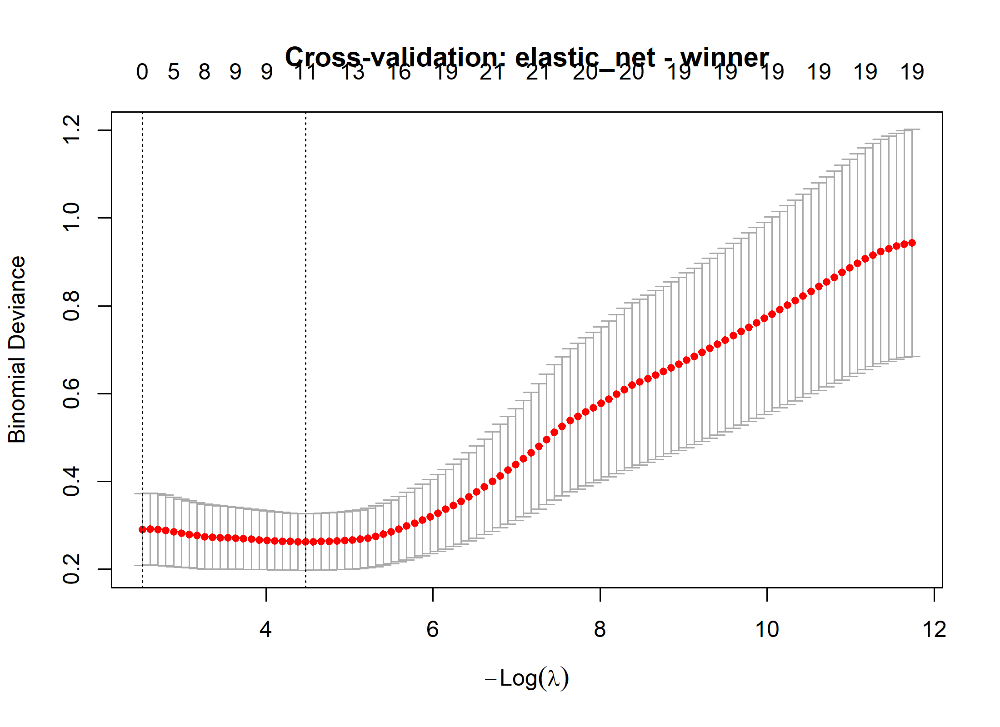 Cross-validation: elastic_net - winner
0 5 8 9 9 11 13 16 19 21 21 20 20 19 19 19 19 19 19
1.2
1.0
0.8
0.6
0.4
0.2
Binomial Deviance
4 6 8 10 12
−Log(λ)